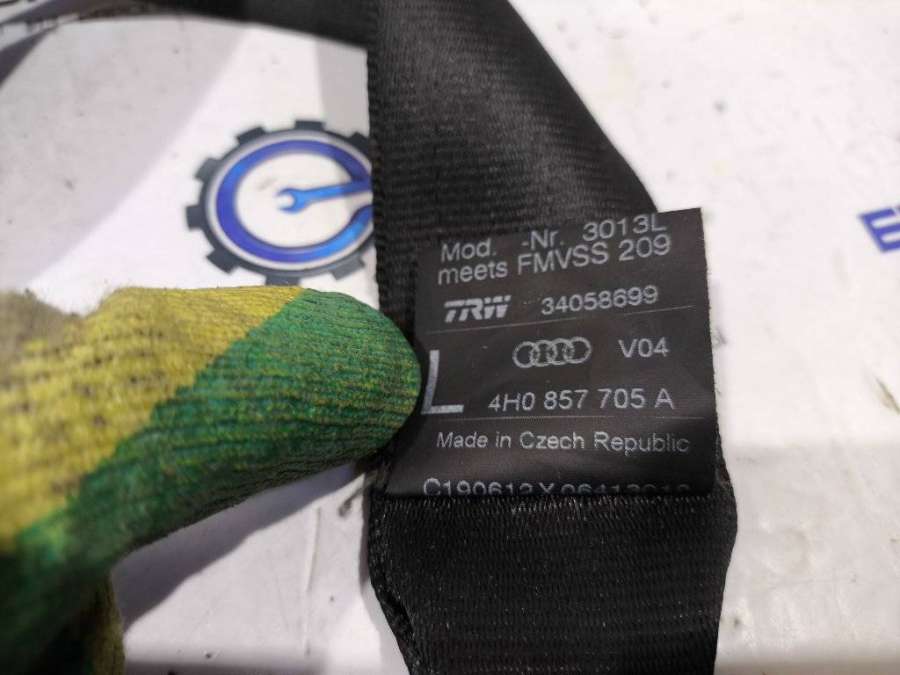 Mod. -Nr. 3013L
meets FMVSS 209
TRW 34058699
V04
L 4H0 857 705 A
Made in Czech Republic